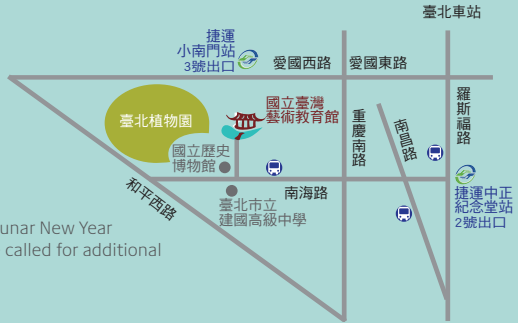 臺北車站
捷運
小南門站
3號出口
愛國西路
愛國東路
國立臺灣
藝術教育館
臺北植物園
重慶南路
南昌路
羅斯福路
國立歷史
博物館
和平西路
南海路
臺北市立
建國高級中學
捷運中正
紀念堂站
2號出口
unar New Year
called for additional